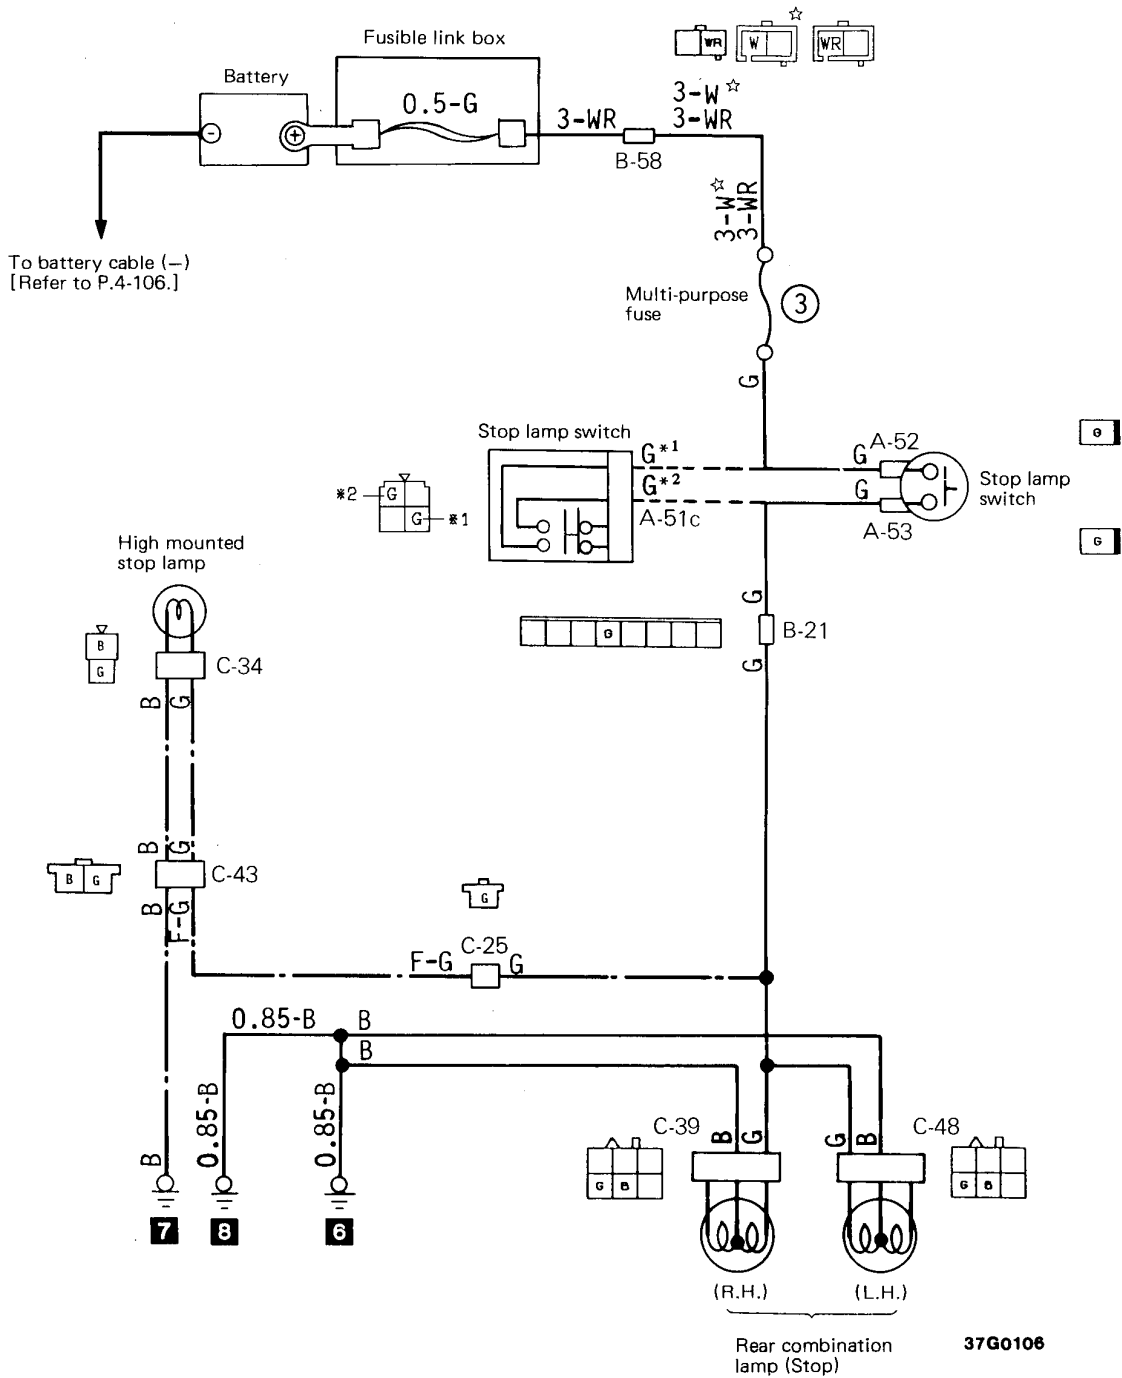 Fusible link box
WR
☆
W
WR
Battery
0.5-G
3-W☆
3-WR
3-WR
B-58
⊖
⊕
3-W☆
3-WR
To battery cable (−)
[Refer to P.4-106.]
Multi-purpose
fuse
3
G
Stop lamp switch
G*1
G*2
G
A-52
G
Stop lamp
switch
*2
G
G
*1
A-51c
G
A-53
G
High mounted
stop lamp
G
G
B-21
B
G
C-34
G
B
G
B
G
B
G
C-43
B
F-G
G
F-G
C-25
G
0.85-B
B
B
0.85-B
0.85-B
B
C-39
B
G
G
B
C-48
G
B
G
B
7
8
6
(R.H.)
(L.H.)
Rear combination
lamp (Stop)
37G0106